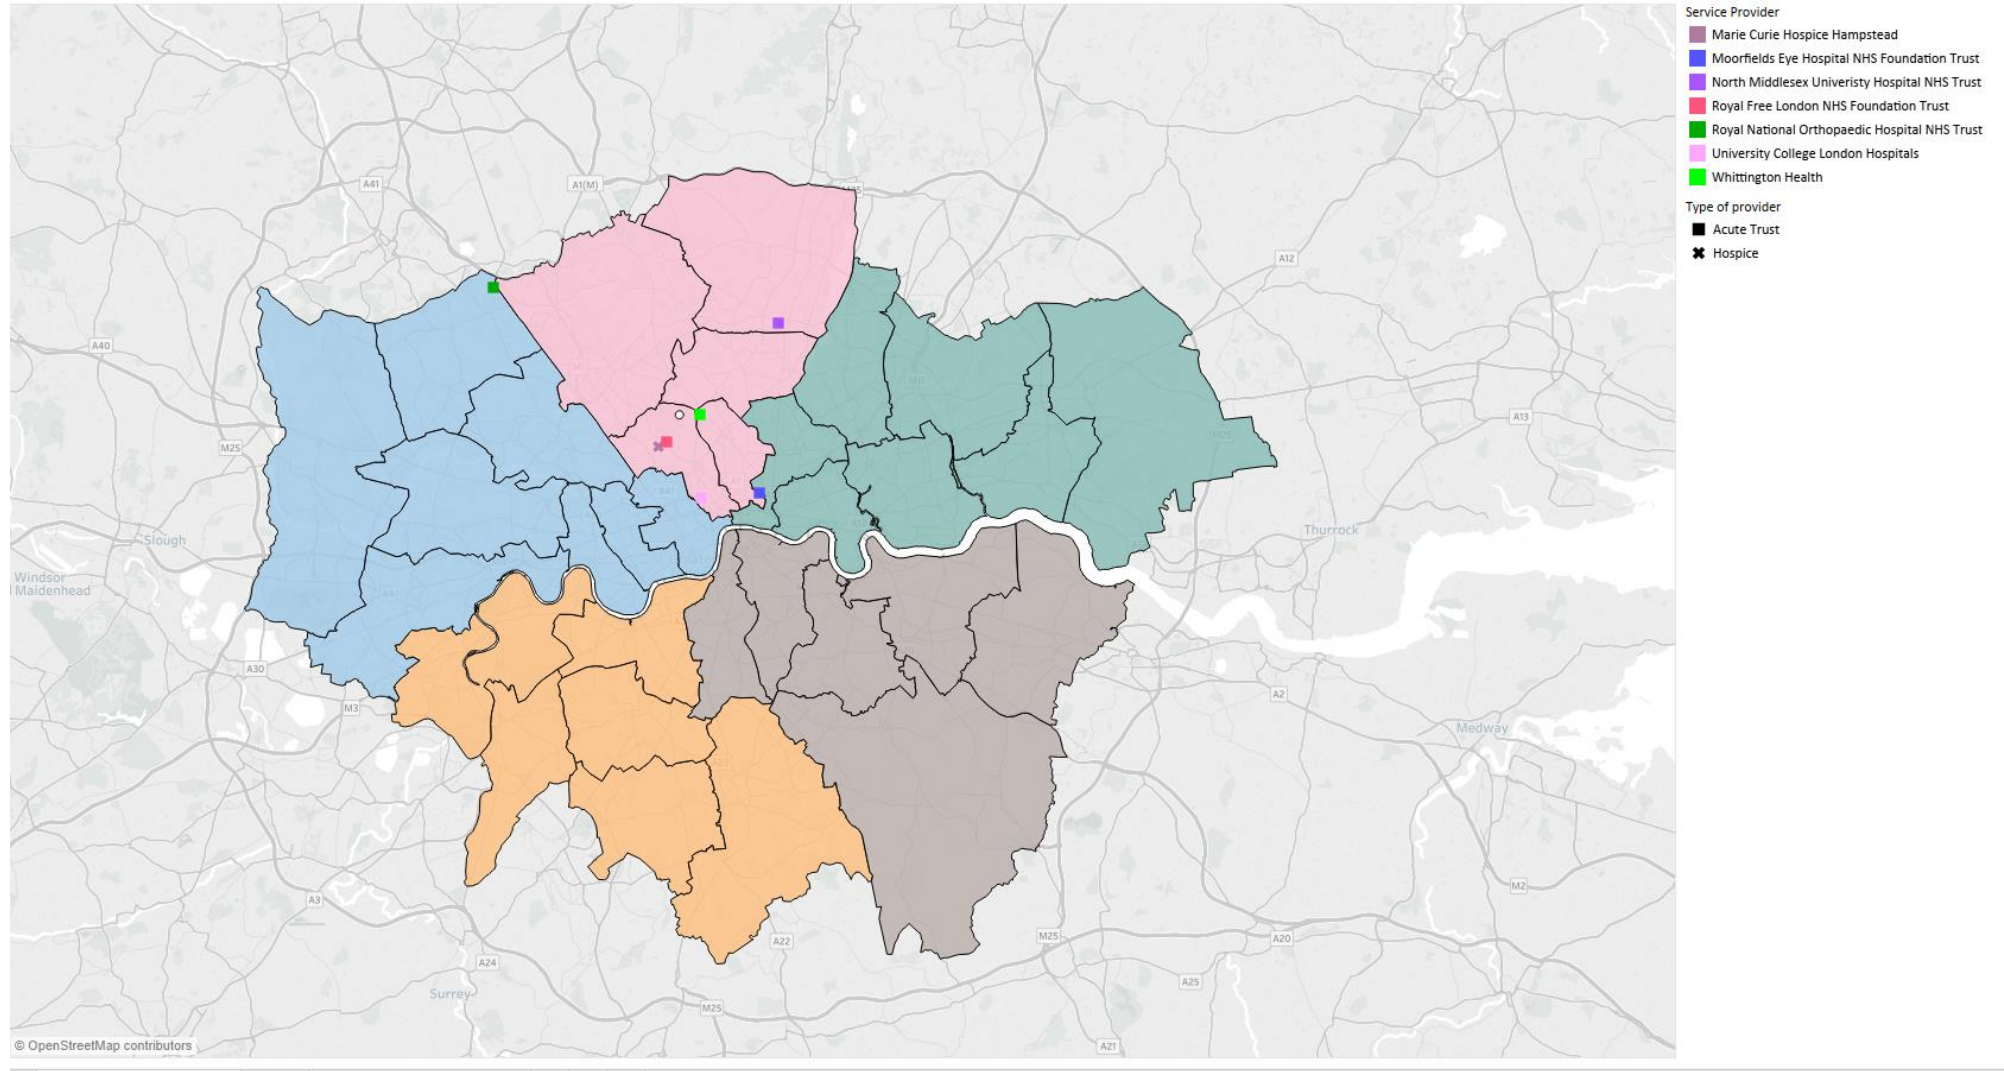 Service Provider
Marie Curie Hospice Hampstead
Moorfields Eye Hospital NHS Foundation Trust
North Middlesex Univeristy Hospital NHS Trust
Royal Free London NHS Foundation Trust
Royal National Orthopaedic Hospital NHS Trust
University College London Hospitals
Whittington Health
Type of provider
Acute Trust
Hospice
A41
A1(M)
A12
A40
A13
M25
M25
Slough
Thurrock
Windsor
Maidenhead
A30
M3
A2
Medway
M2
A3
A22
M25
A20
A24
A25
Surrey
M25
A21
© OpenStreetMap contributors